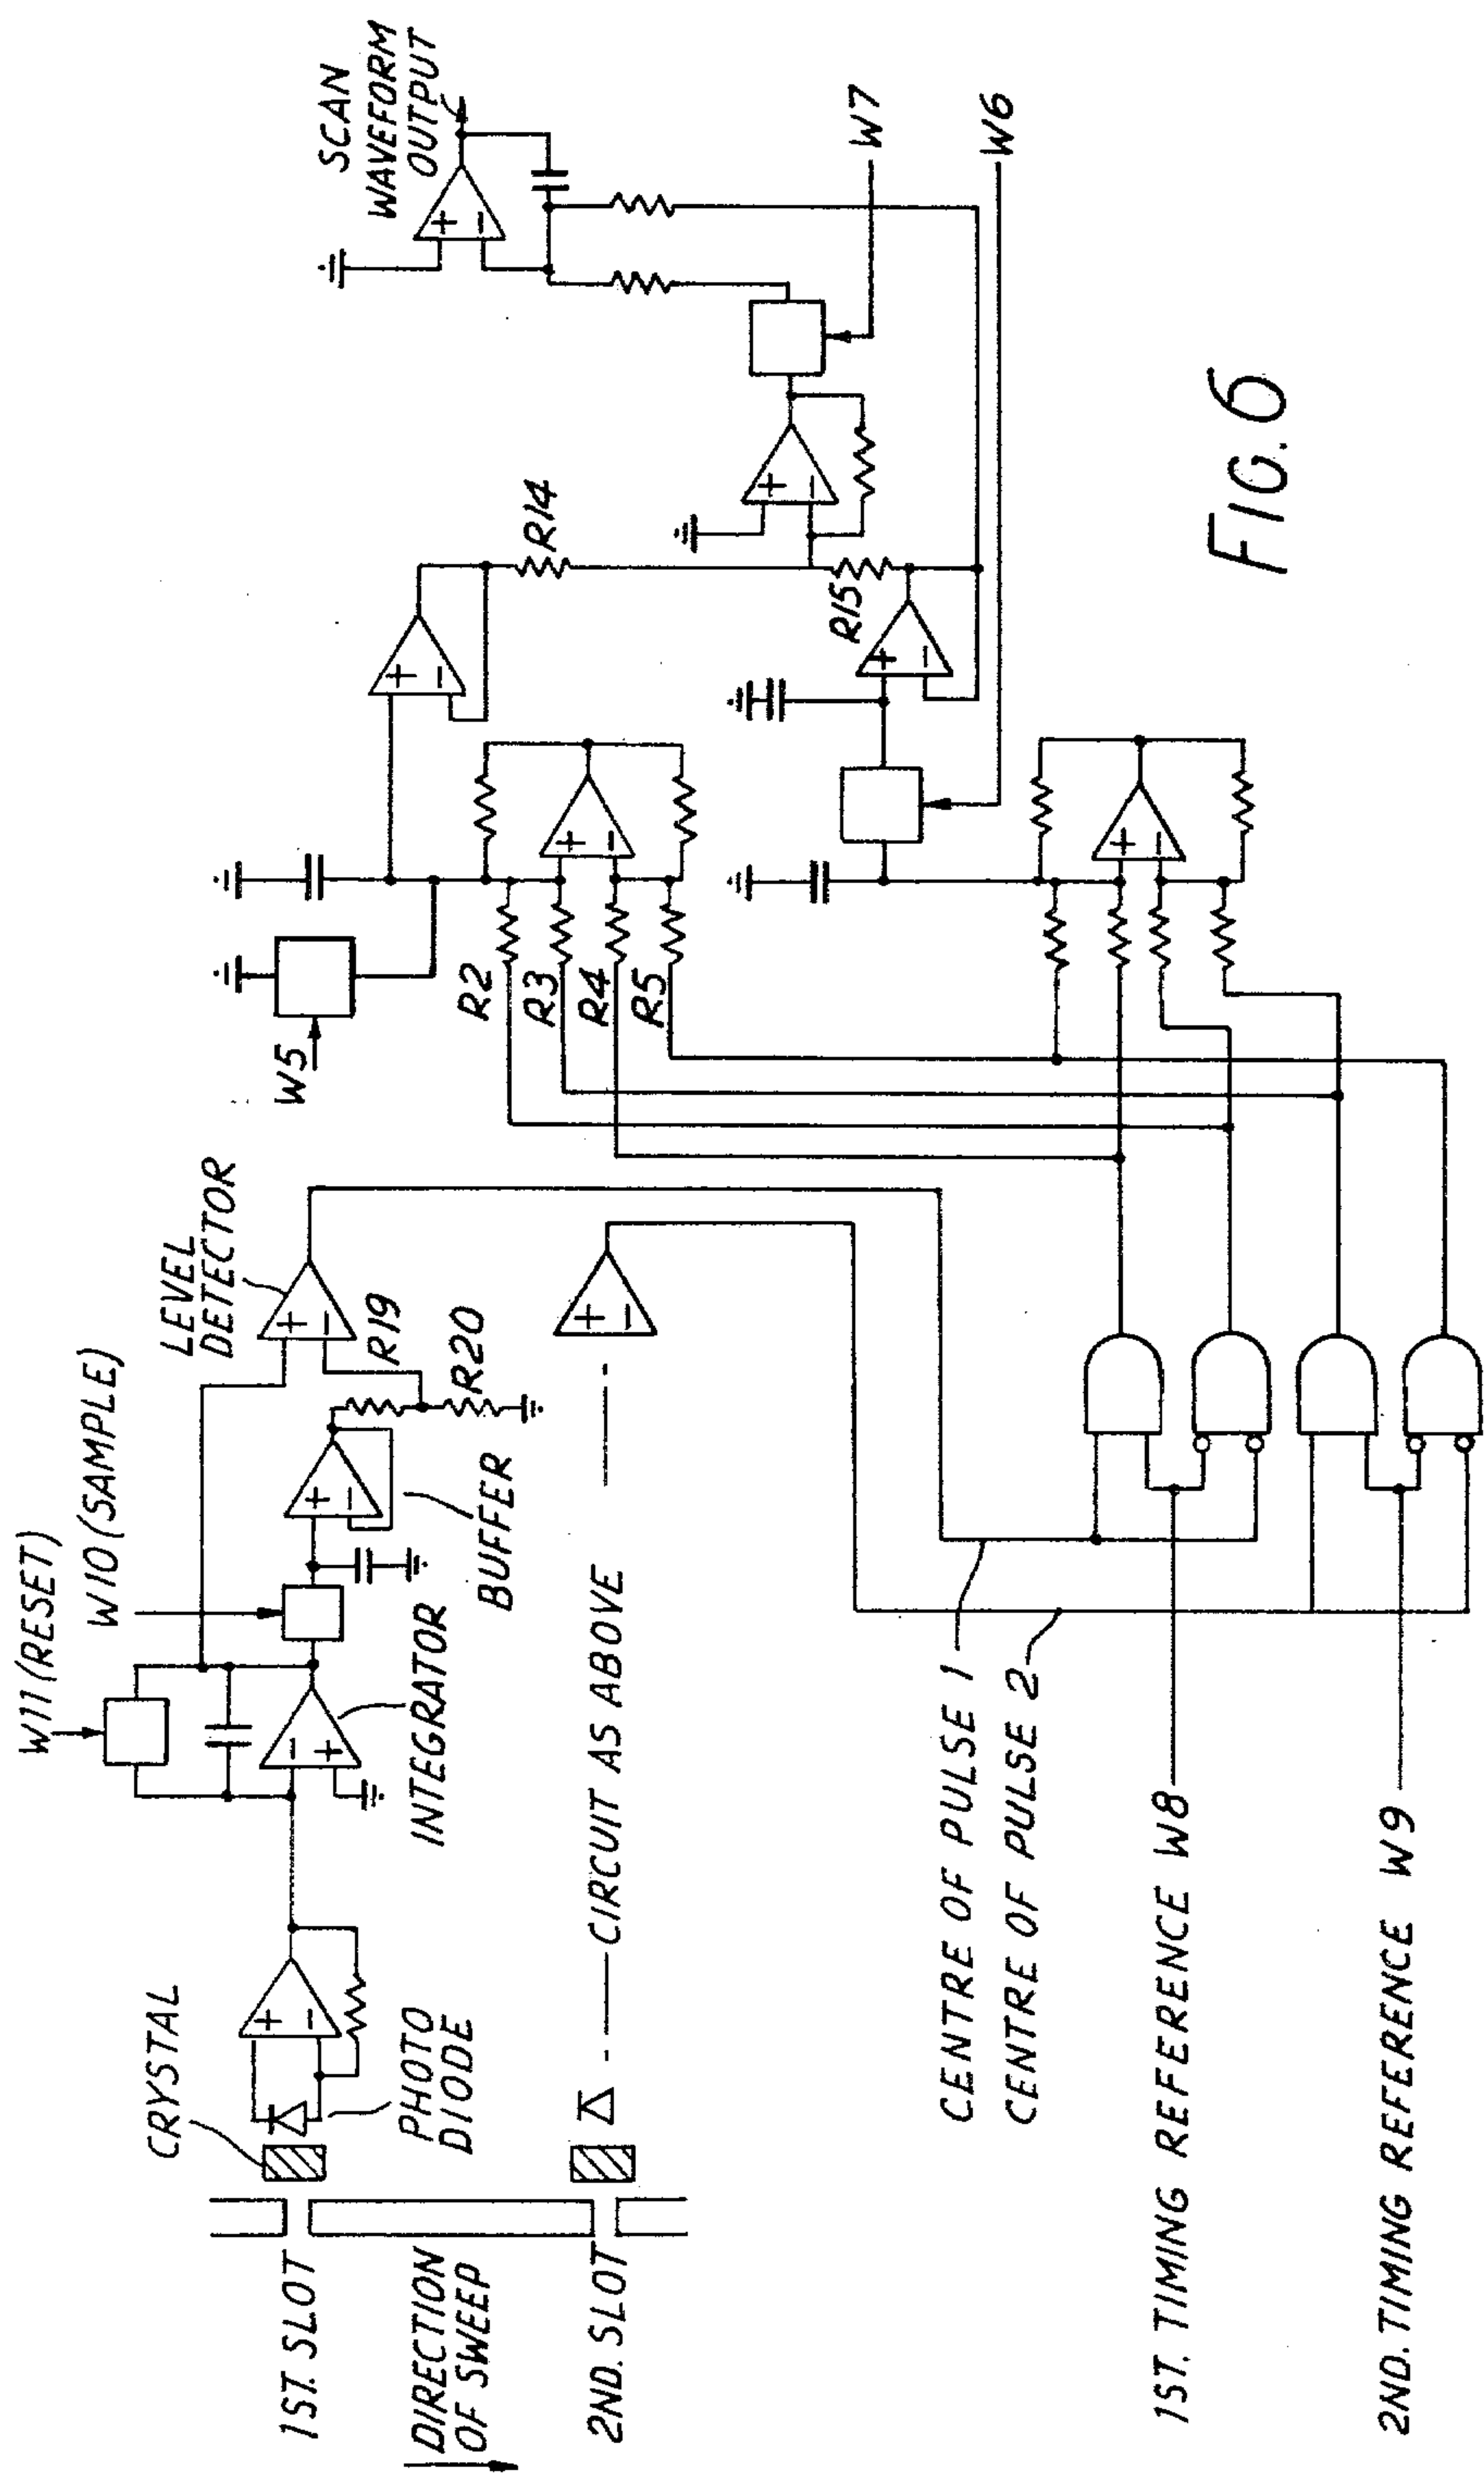 W11 (RESET)
W10 (SAMPLE)
LEVEL
DETECTOR
W5
SCAN
WAVEFORM
OUTPUT
CRYSTAL
PHOTO
DIODE
INTEGRATOR
BUFFER
R19
R20
R2
R3
R4
R5
R14
R15
W7
W6
1ST. SLOT
DIRECTION
OF SWEEP
2ND. SLOT
CIRCUIT AS ABOVE
CENTRE OF PULSE 1
CENTRE OF PULSE 2
1ST. TIMING REFERENCE W8
2ND. TIMING REFERENCE W9
+
−
+
−
+
−
+
−
+
−
+
−
+
−
+
−
+
−
+
−
+
−
FIG. 6